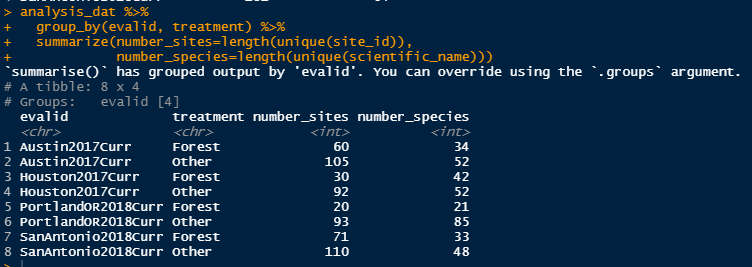 > analysis_dat %>%
+ group_by(evalid, treatment) %>%
+ summarize(number_sites=length(unique(site_id)),
+ number_species=length(unique(scientific_name)))
`summarise()` has grouped output by 'evalid'. You can override using the `.groups` argument.
# A tibble: 8 x 4
# Groups: evalid [4]
evalid treatment number_sites number_species
<chr> <chr> <int> <int>
1 Austin2017Curr Forest 60 34
2 Austin2017Curr Other 105 52
3 Houston2017Curr Forest 30 42
4 Houston2017Curr Other 92 52
5 PortlandOR2018Curr Forest 20 21
6 PortlandOR2018Curr Other 93 85
7 SanAntonio2018Curr Forest 71 33
8 SanAntonio2018Curr Other 110 48
>